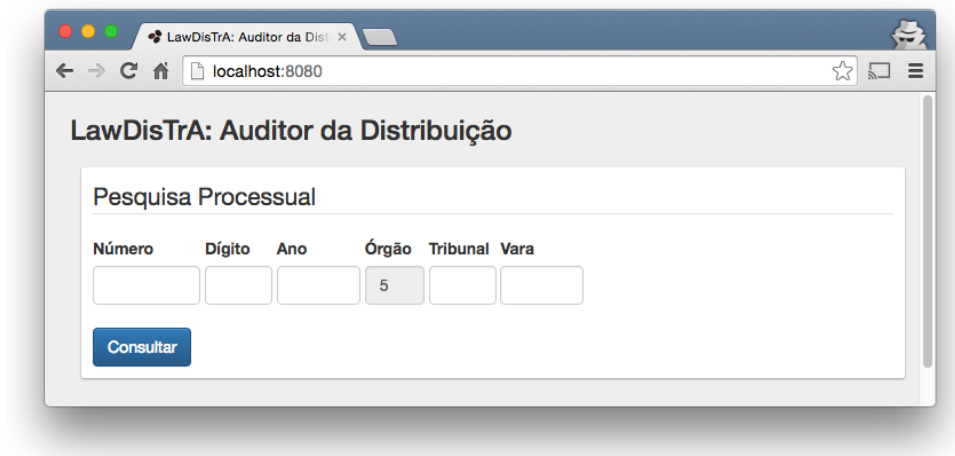 LawDisTrA: Auditor da Dist
localhost:8080
LawDisTrA: Auditor da Distribuição
Pesquisa Processual
Número Dígito Ano Órgão Tribunal Vara
5
Consultar